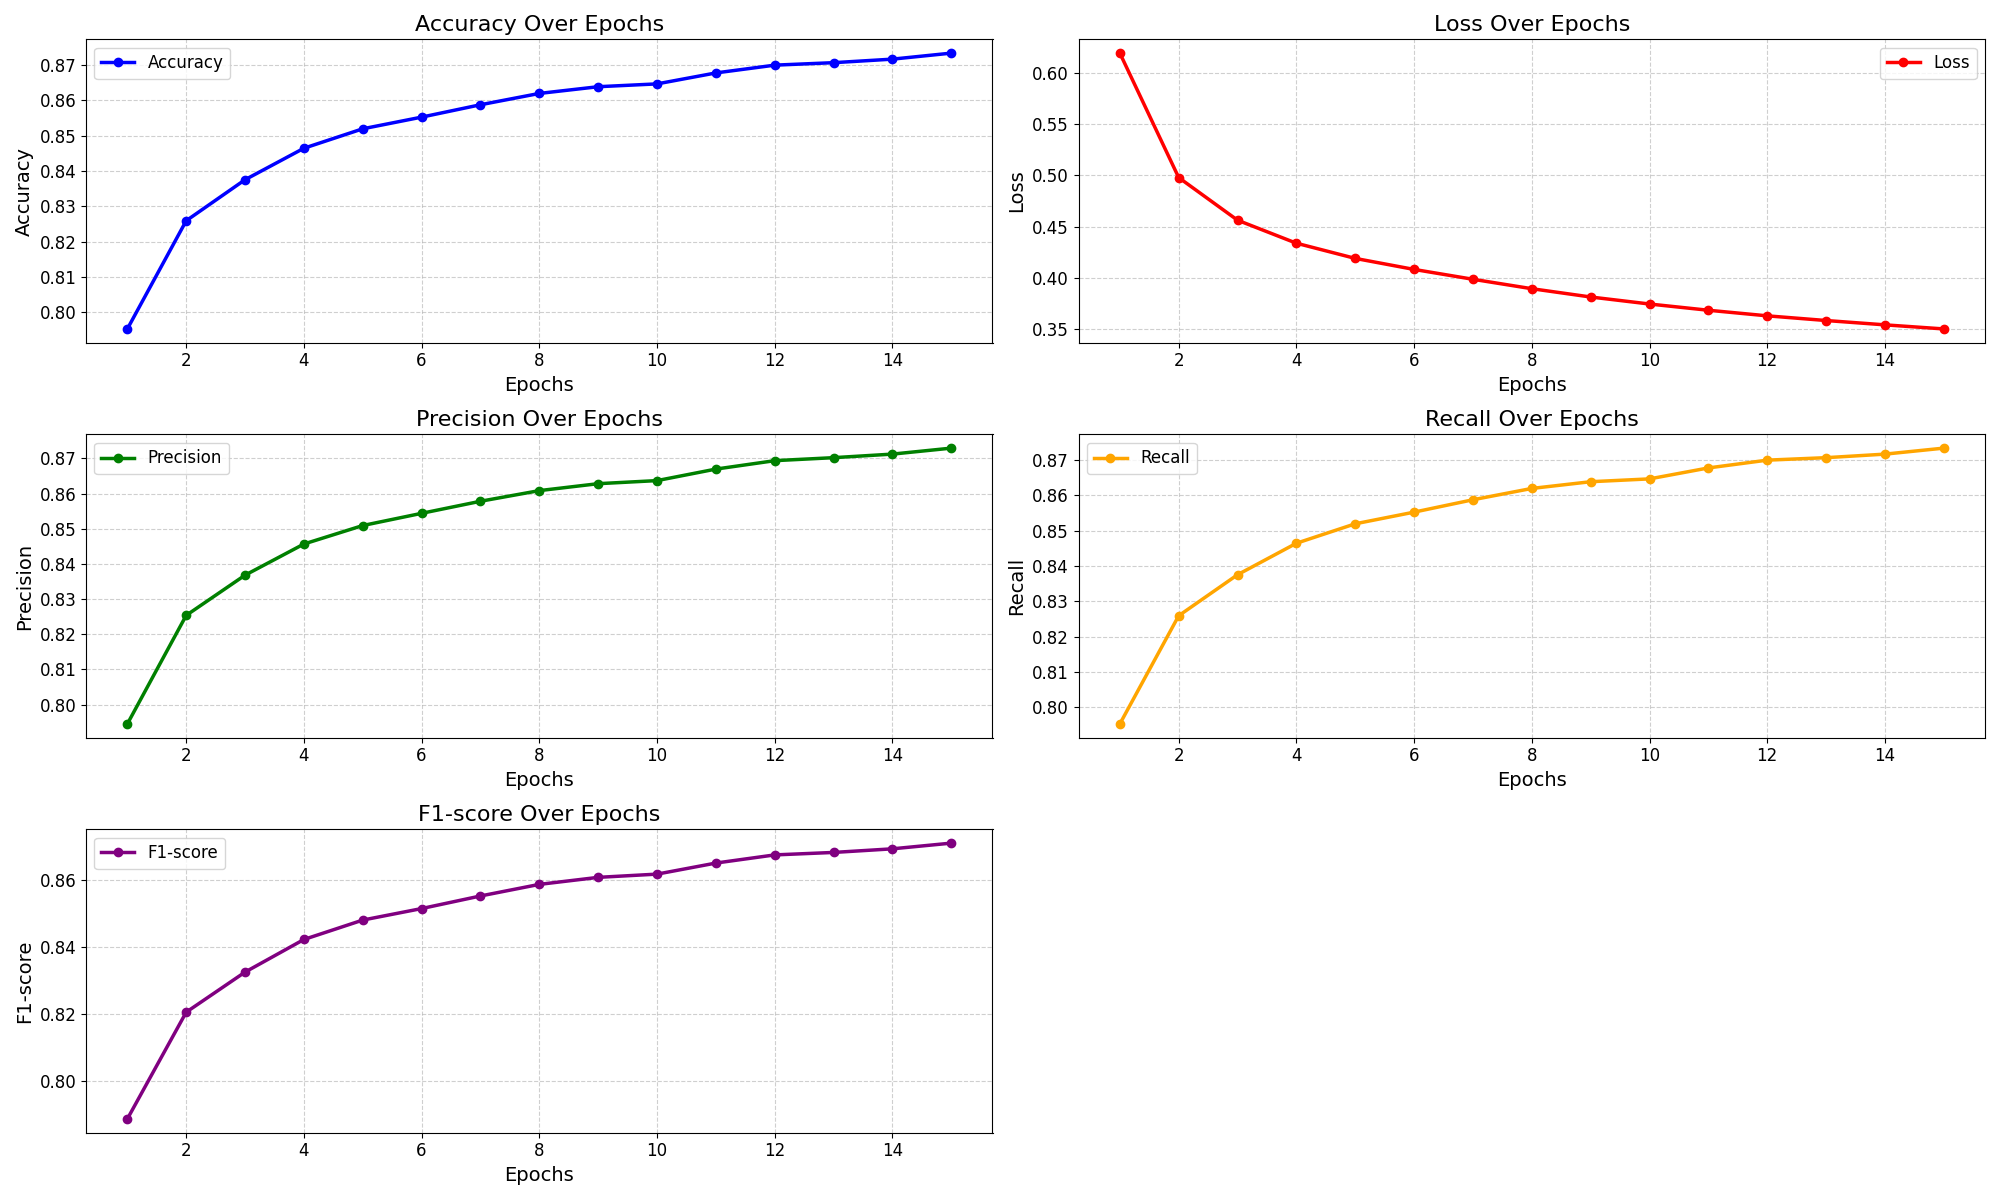 Accuracy Over Epochs
Accuracy
0.87
0.86
0.85
0.84
0.83
0.82
0.81
0.80
Accuracy
2 4 6 8 10 12 14
Epochs
Loss Over Epochs
Loss
0.60
0.55
0.50
0.45
0.40
0.35
Loss
2 4 6 8 10 12 14
Epochs
Precision Over Epochs
Precision
0.87
0.86
0.85
0.84
0.83
0.82
0.81
0.80
Precision
2 4 6 8 10 12 14
Epochs
Recall Over Epochs
Recall
0.87
0.86
0.85
0.84
0.83
0.82
0.81
0.80
Recall
2 4 6 8 10 12 14
Epochs
F1-score Over Epochs
F1-score
0.86
0.84
0.82
0.80
F1-score
2 4 6 8 10 12 14
Epochs